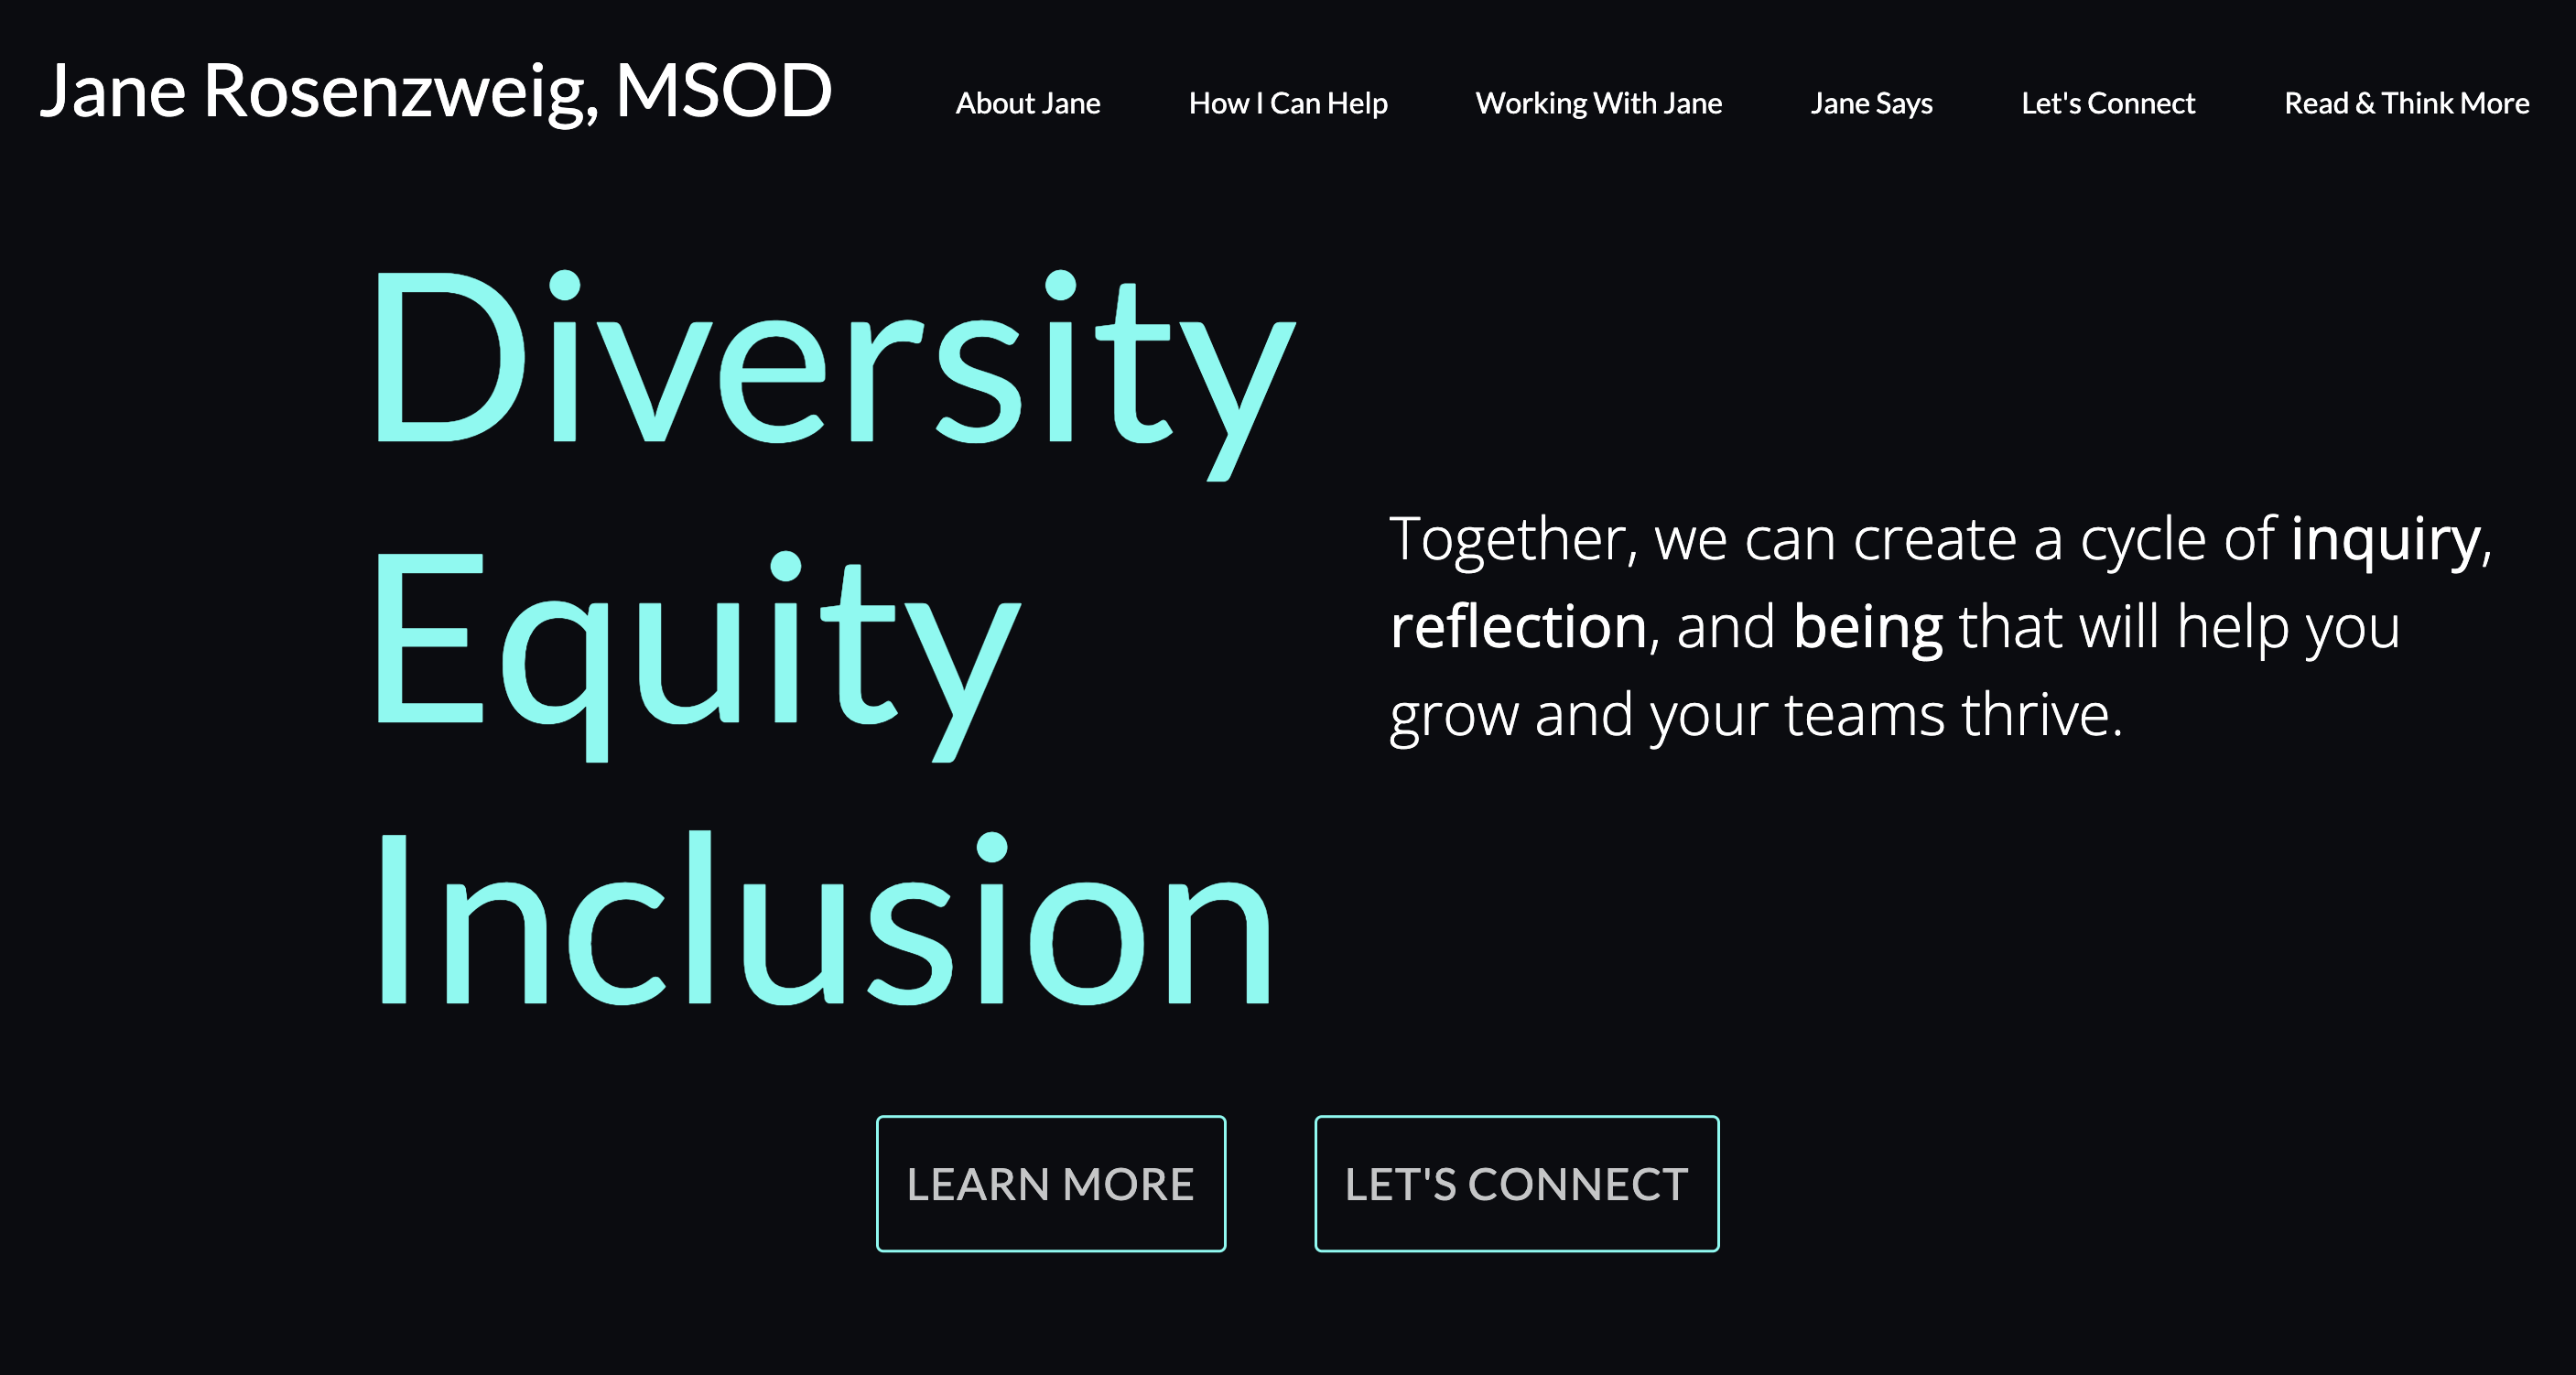 Jane Rosenzweig, MSOD
About Jane
How I Can Help
Working With Jane
Jane Says
Let's Connect
Read & Think More
Diversity
Equity
Inclusion
Together, we can create a cycle of inquiry,
reflection, and being that will help you
grow and your teams thrive.
LEARN MORE
LET'S CONNECT